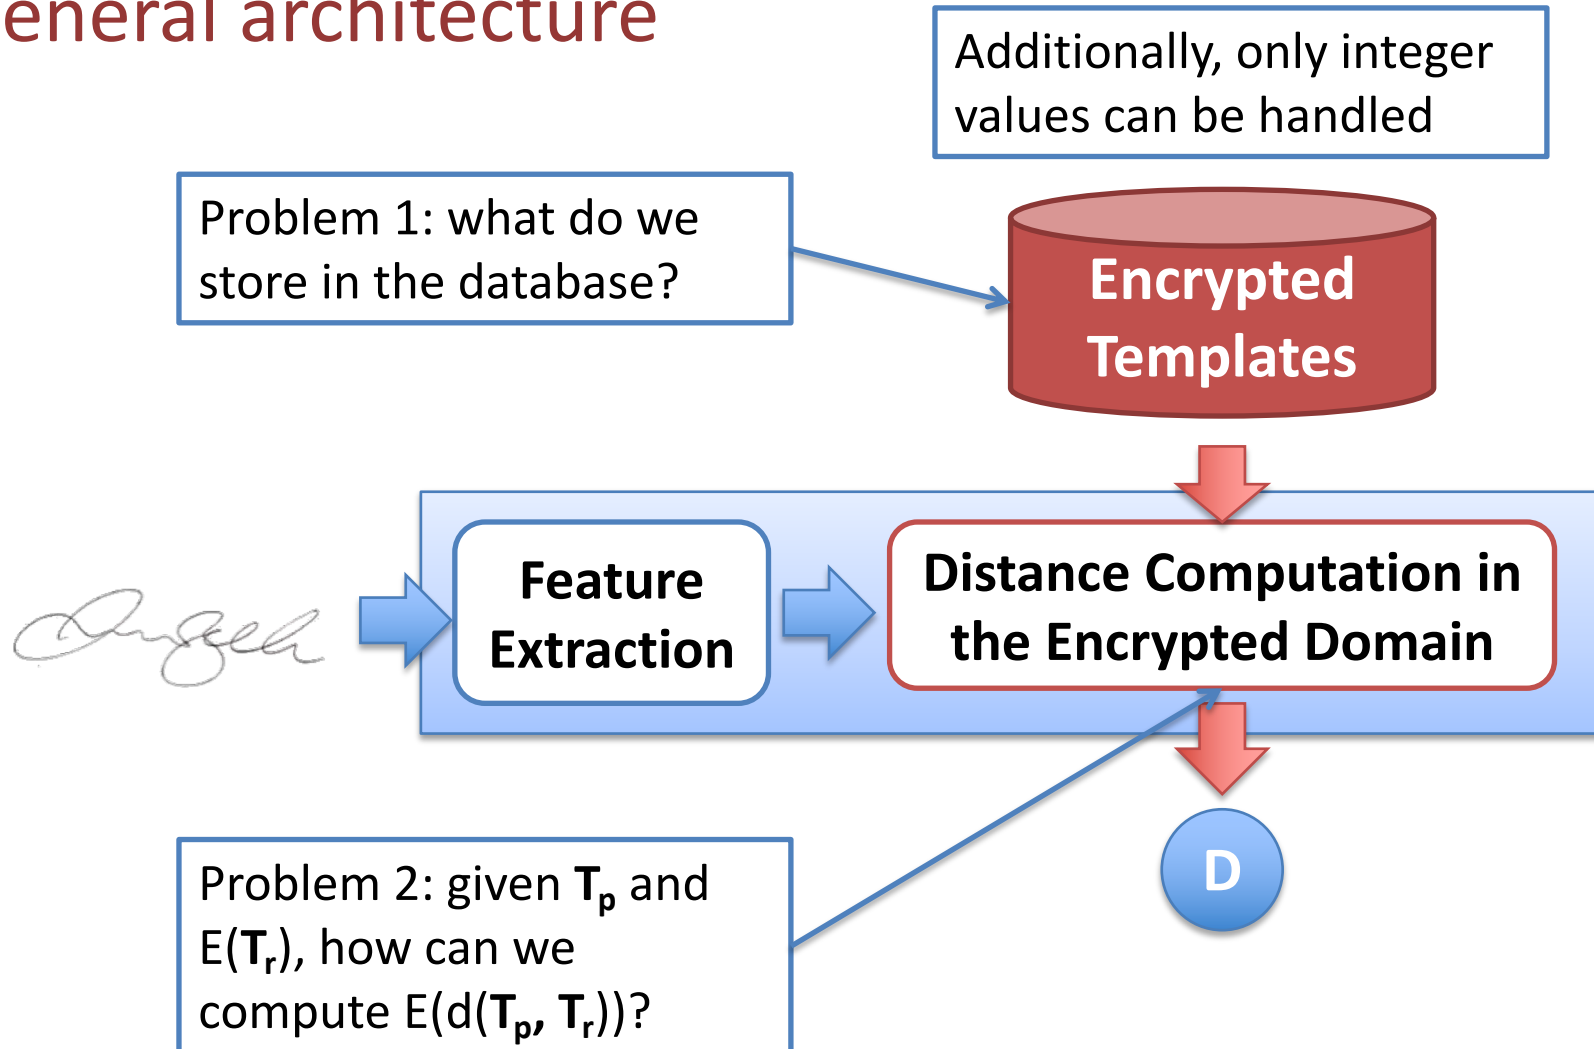 eneral architecture
Additionally, only integer
values can be handled
Problem 1: what do we
store in the database?
Encrypted
Templates
Feature
Extraction
Distance Computation in
the Encrypted Domain
D
Problem 2: given Tp and
E(Tr), how can we
compute E(d(Tp, Tr))?